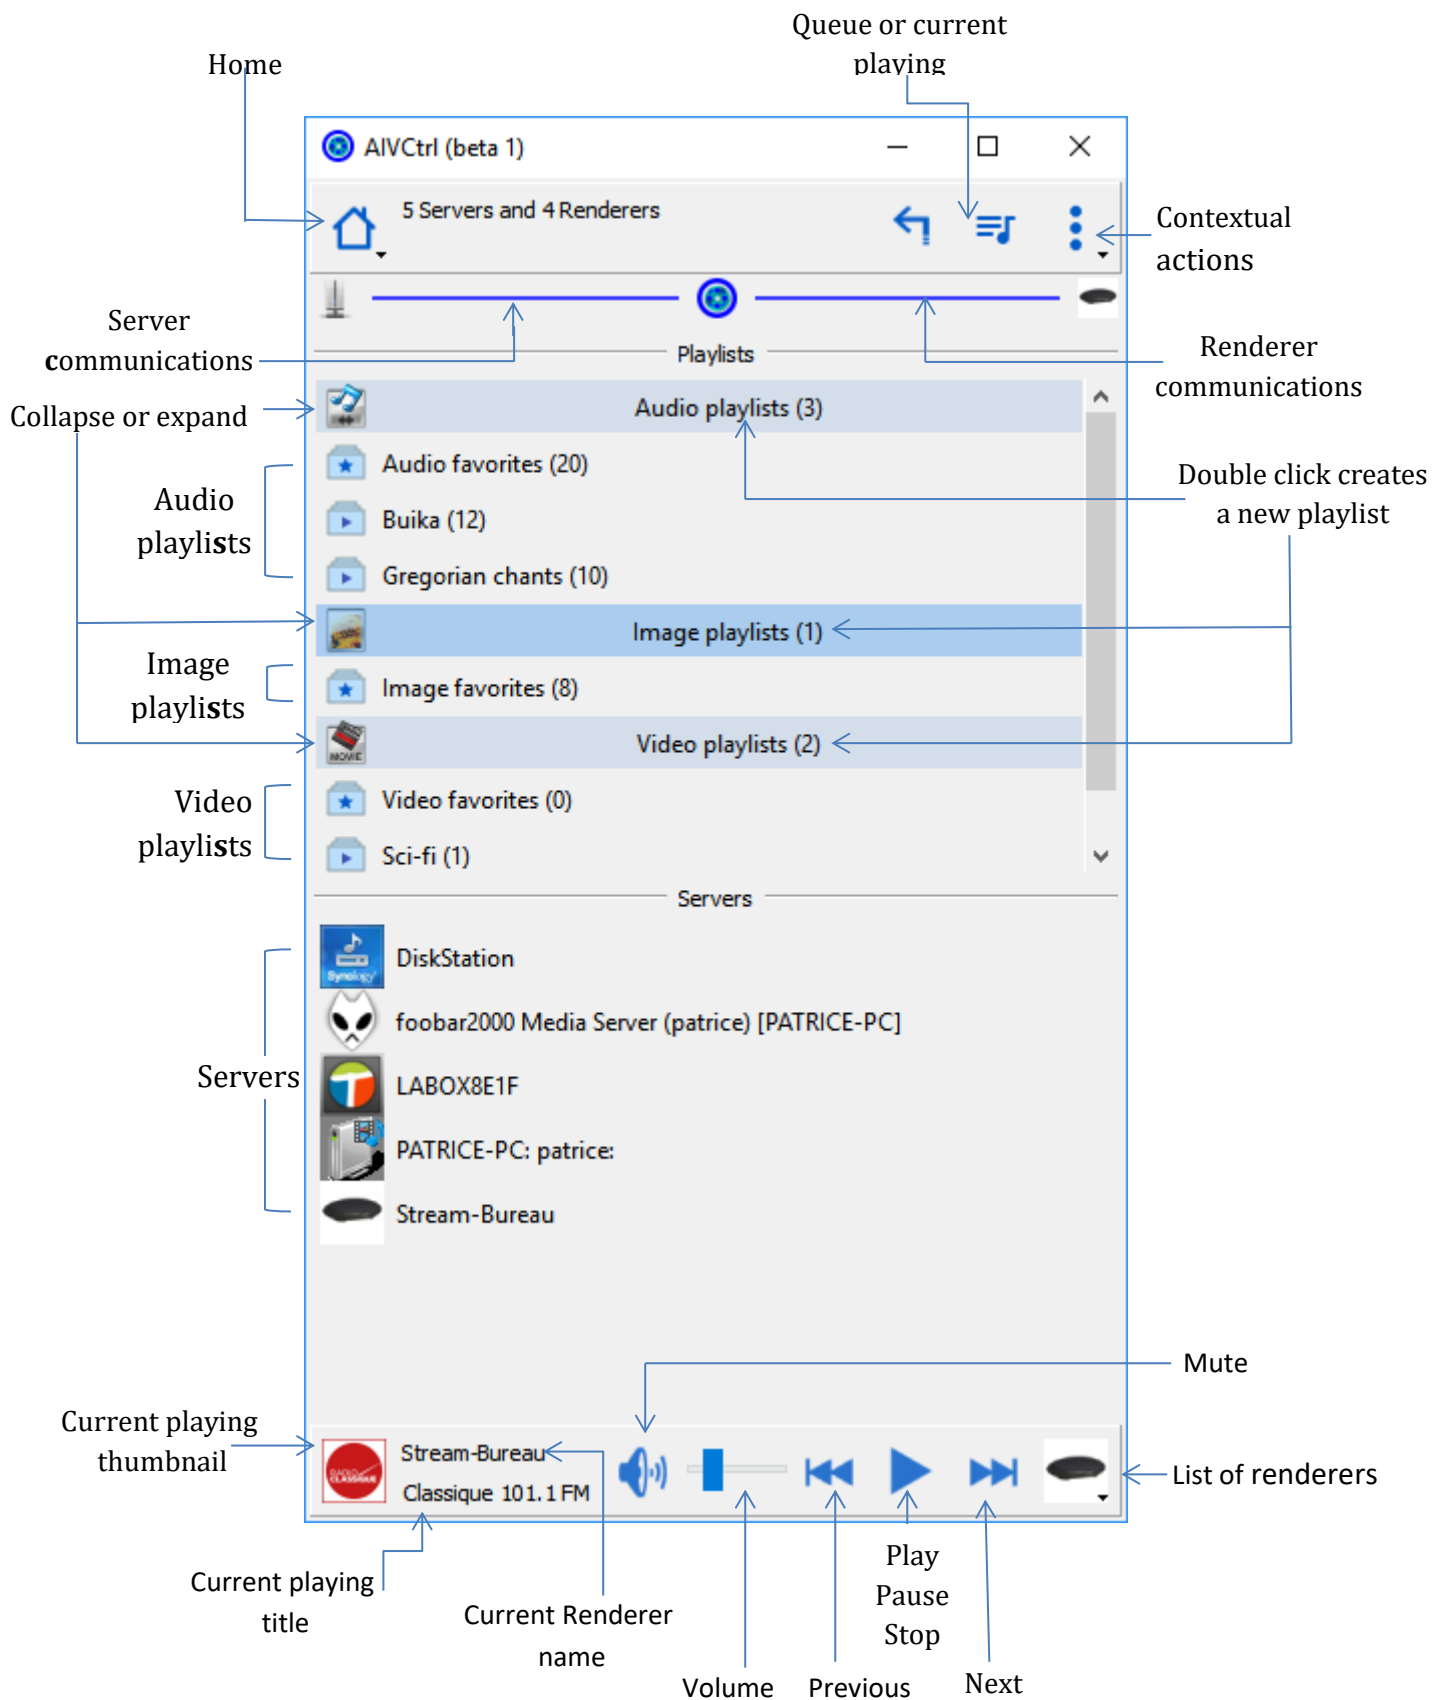 Queue or current
playing
Home
AIVCtrl (beta 1)
5 Servers and 4 Renderers
Contextual
actions
Server
communications
Renderer
communications
Playlists
Collapse or expand
Audio playlists (3)
Audio favorites (20)
Double click creates
a new playlist
Audio
playlists
Buika (12)
Gregorian chants (10)
Image playlists (1)
Image
playlists
Image favorites (8)
MOVIE
Video playlists (2)
Video
playlists
Video favorites (0)
Sci-fi (1)
Servers
Synology
DiskStation
foobar2000 Media Server (patrice) [PATRICE-PC]
Servers
LABOX8E1F
PATRICE-PC: patrice:
Stream-Bureau
Mute
Current playing
thumbnail
RADIO
CLASSIQUE
Stream-Bureau
Classique 101.1 FM
List of renderers
Current playing
title
Current Renderer
name
Play
Pause
Stop
Volume
Previous
Next